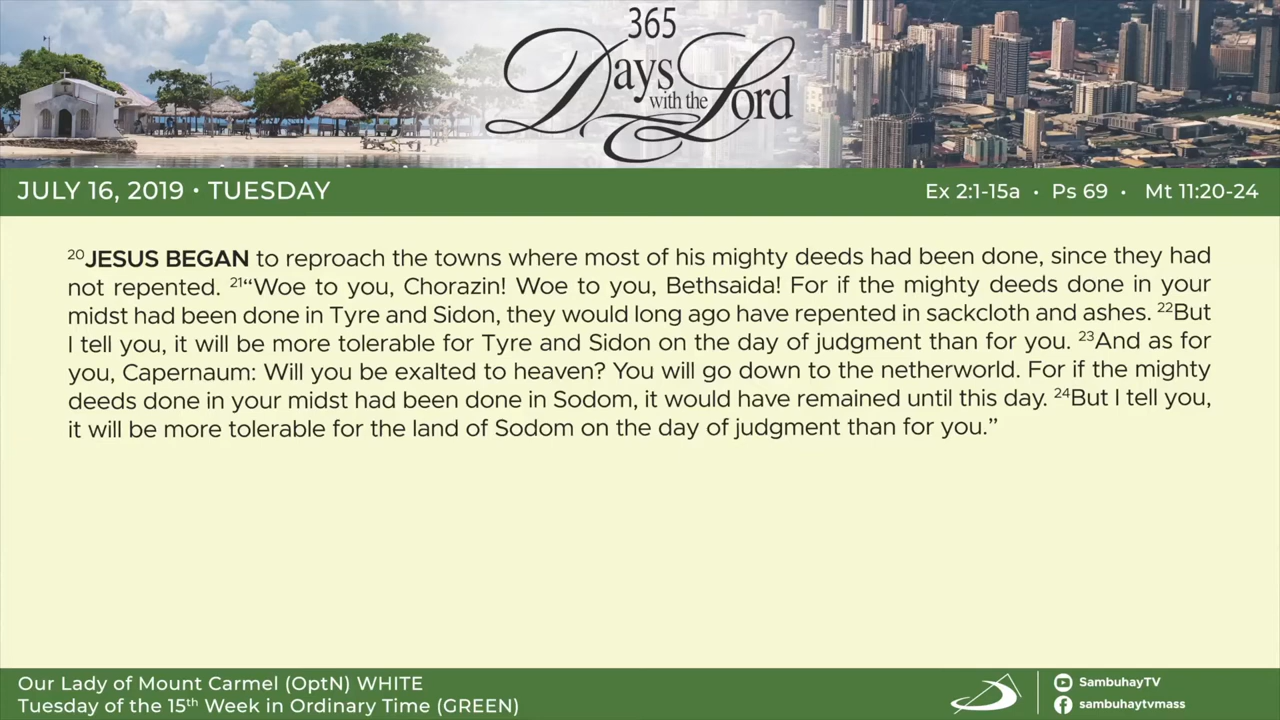 365
Days with the Lord
JULY 16, 2019 • TUESDAY
Ex 2:1-15a • Ps 69 • Mt 11:20-24
²⁰JESUS BEGAN to reproach the towns where most of his mighty deeds had been done, since they had
not repented. ²¹“Woe to you, Chorazin! Woe to you, Bethsaida! For if the mighty deeds done in your
midst had been done in Tyre and Sidon, they would long ago have repented in sackcloth and ashes. ²²But
I tell you, it will be more tolerable for Tyre and Sidon on the day of judgment than for you. ²³And as for
you, Capernaum: Will you be exalted to heaven? You will go down to the netherworld. For if the mighty
deeds done in your midst had been done in Sodom, it would have remained until this day. ²⁴But I tell you,
it will be more tolerable for the land of Sodom on the day of judgment than for you.”
Our Lady of Mount Carmel (OptN) WHITE
Tuesday of the 15th Week in Ordinary Time (GREEN)
SambuhayTV
sambuhaytvmass